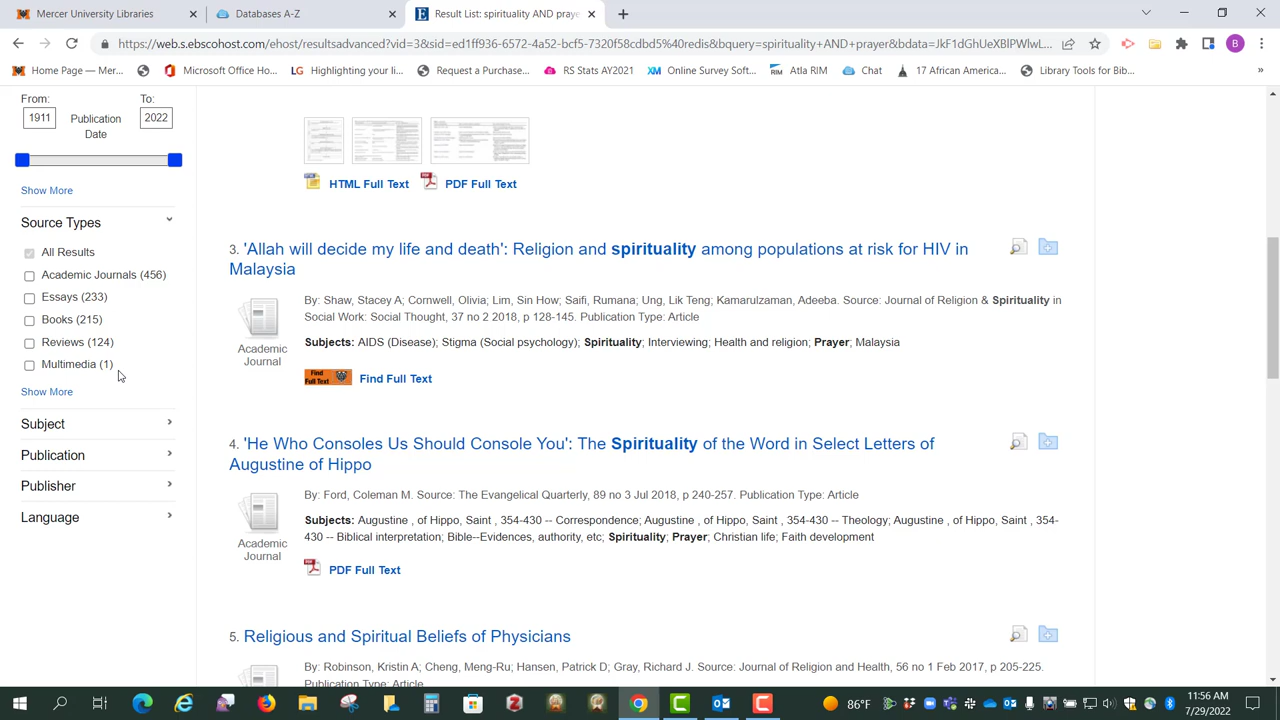 Mercer University Libraries
Databases A-Z
Result List: spirituality AND praye
https://web.s.ebscohost.com/ehost/resultsadvanced?vid=3&sid=ed1ff936-6572-4a52-bcf5-7320f58cdbd5%40redis&bquery=spirituality+AND+prayer&bdata=JkF1dGhUeXBlPWlwL...
B
Home Page — Mer...
Microsoft Office Ho...
LG Highlighting your li...
Request a Purchase...
RS Stats AY2021
XM Online Survey Soft...
RIM Atla RIM
Chat
17 African America...
Library Tools for Bib...
»
From:
To:
1911
Publication Date
2022
Show More
Source Types
All Results
Academic Journals (456)
Essays (233)
Books (215)
Reviews (124)
Multimedia (1)
Show More
Subject
Publication
Publisher
Language
HTML Full Text
PDF Full Text
3. 'Allah will decide my life and death': Religion and spirituality among populations at risk for HIV in
Malaysia
By: Shaw, Stacey A; Cornwell, Olivia; Lim, Sin How; Saifi, Rumana; Ung, Lik Teng; Kamarulzaman, Adeeba. Source: Journal of Religion & Spirituality in
Social Work: Social Thought, 37 no 2 2018, p 128-145. Publication Type: Article
Academic
Journal
Subjects: AIDS (Disease); Stigma (Social psychology); Spirituality; Interviewing; Health and religion; Prayer; Malaysia
Find
Full Text
Find Full Text
4. 'He Who Consoles Us Should Console You': The Spirituality of the Word in Select Letters of
Augustine of Hippo
By: Ford, Coleman M. Source: The Evangelical Quarterly, 89 no 3 Jul 2018, p 240-257. Publication Type: Article
Academic
Journal
Subjects: Augustine , of Hippo, Saint , 354-430 -- Correspondence; Augustine , of Hippo, Saint , 354-430 -- Theology; Augustine , of Hippo, Saint , 354-
430 -- Biblical interpretation; Bible--Evidences, authority, etc; Spirituality; Prayer; Christian life; Faith development
PDF Full Text
5. Religious and Spiritual Beliefs of Physicians
By: Robinson, Kristin A; Cheng, Meng-Ru; Hansen, Patrick D; Gray, Richard J. Source: Journal of Religion and Health, 56 no 1 Feb 2017, p 205-225.
Publication Type: Article
86°F
11:56 AM
7/29/2022